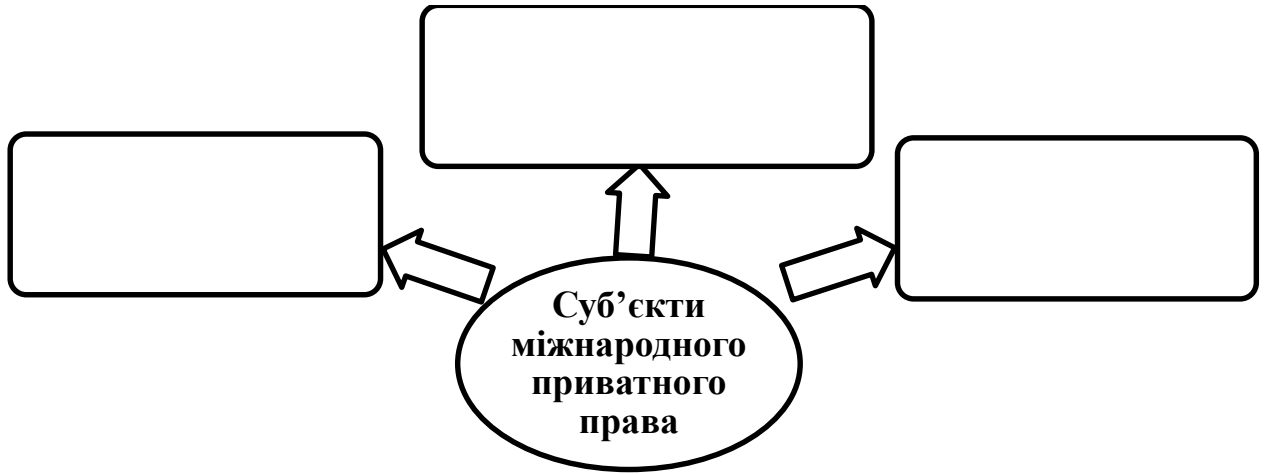 Суб’єкти
міжнародного
приватного
права